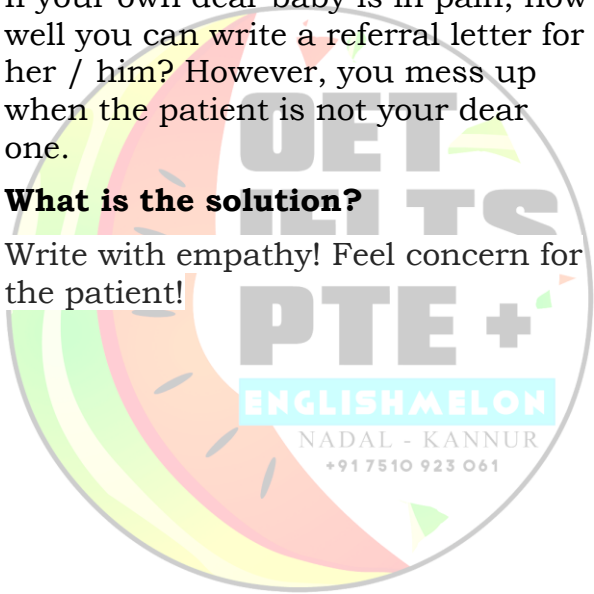 If your own dear baby is in pain, how
well you can write a referral letter for
her / him? However, you mess up
when the patient is not your dear
one.
What is the solution?
Write with empathy! Feel concern for
the patient!
OET
IELTS
PTE +
ENGLISHMELON
NADAL - KANNUR
+91 7510 923 061